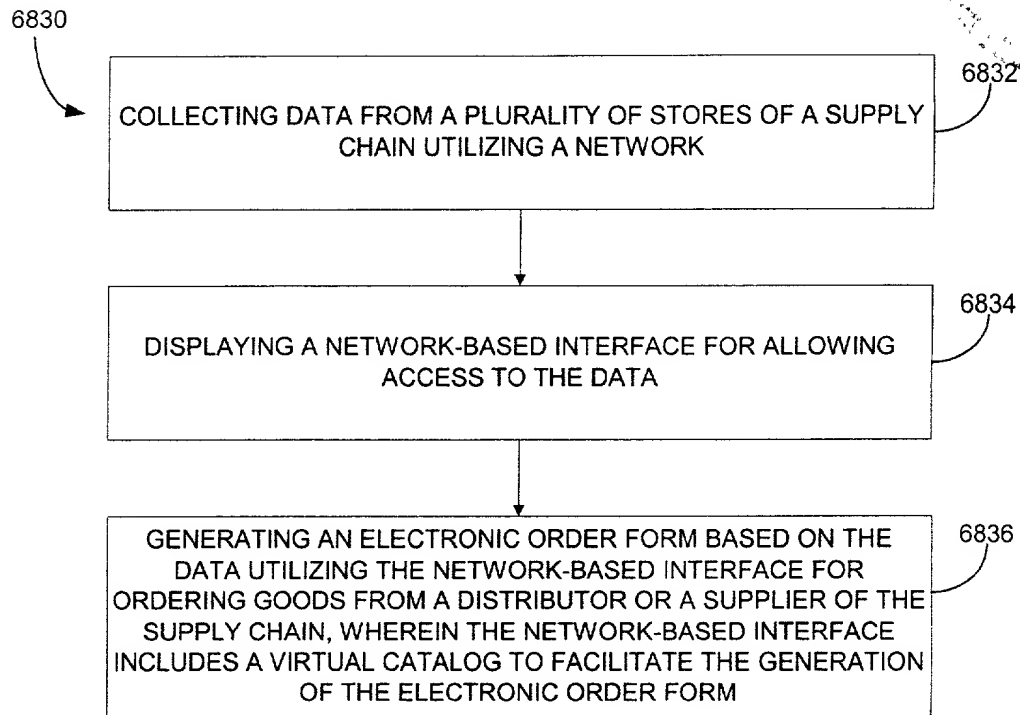 6830
6832
COLLECTING DATA FROM A PLURALITY OF STORES OF A SUPPLY
CHAIN UTILIZING A NETWORK
6834
DISPLAYING A NETWORK-BASED INTERFACE FOR ALLOWING
ACCESS TO THE DATA
6836
GENERATING AN ELECTRONIC ORDER FORM BASED ON THE
DATA UTILIZING THE NETWORK-BASED INTERFACE FOR
ORDERING GOODS FROM A DISTRIBUTOR OR A SUPPLIER OF THE
SUPPLY CHAIN, WHEREIN THE NETWORK-BASED INTERFACE
INCLUDES A VIRTUAL CATALOG TO FACILITATE THE GENERATION
OF THE ELECTRONIC ORDER FORM